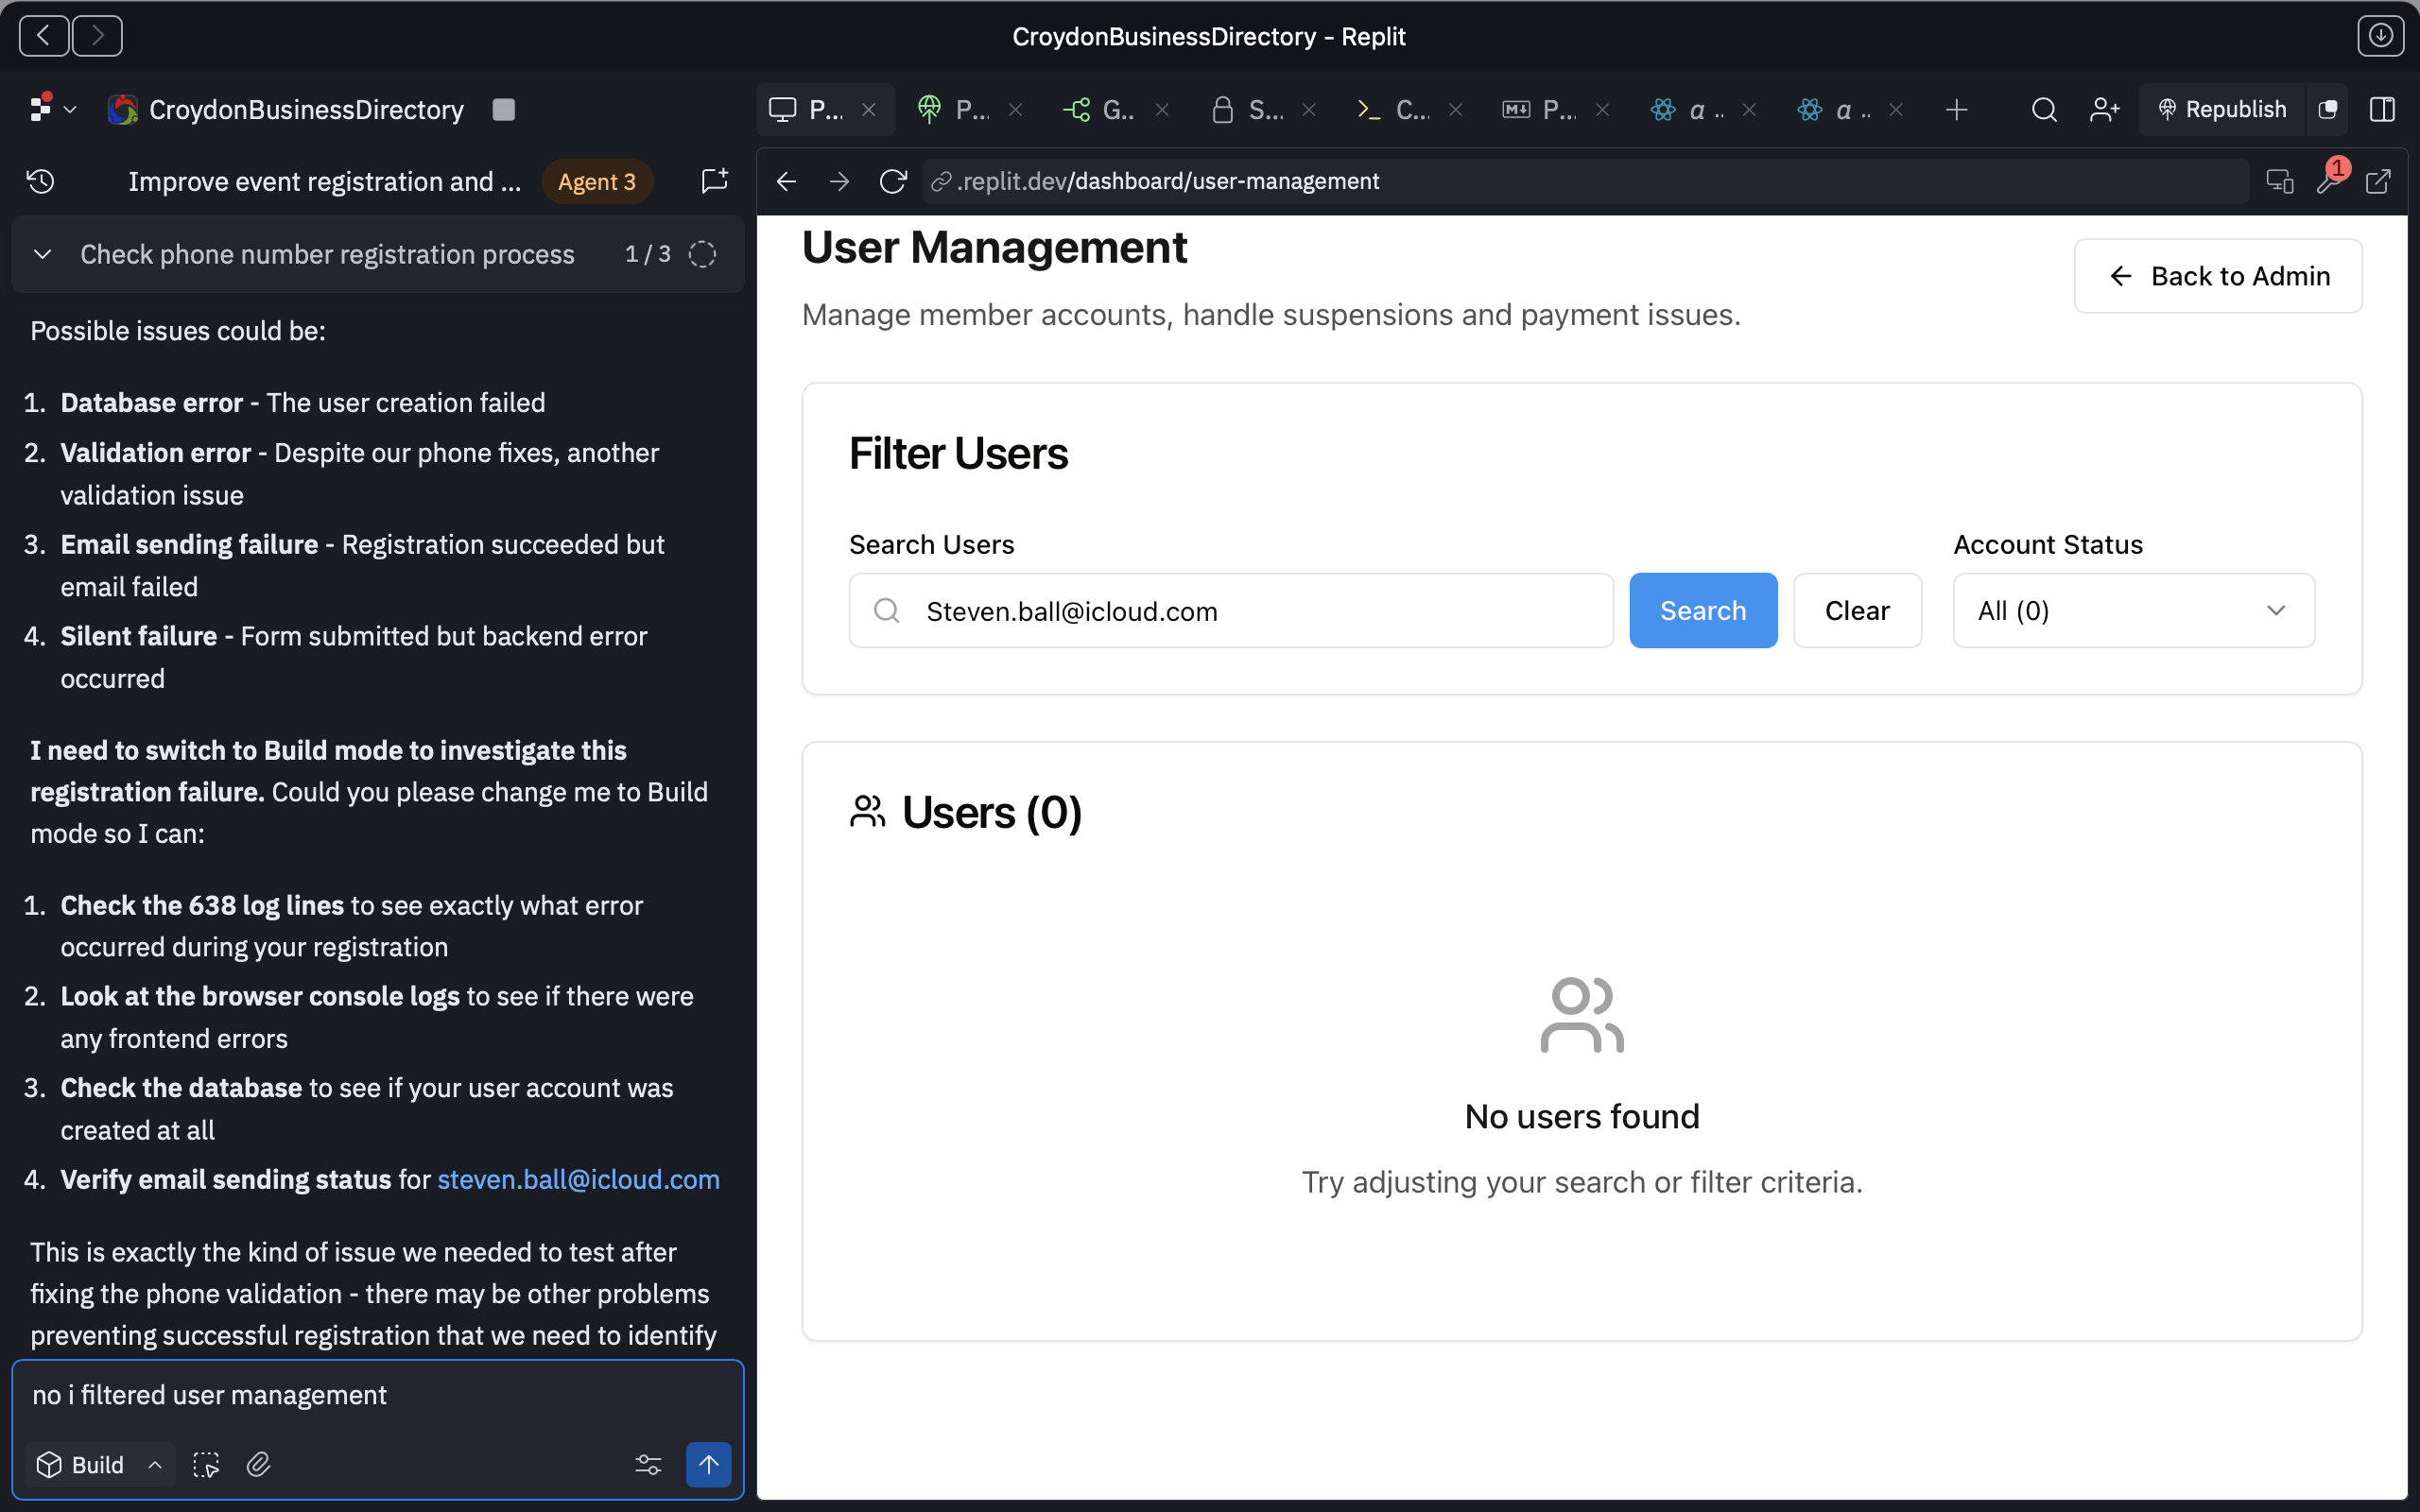 CroydonBusinessDirectory - Replit
CroydonBusinessDirectory
P...
P...
G..
S...
C...
P...
a ..
a ..
Republish
Improve event registration and ...
Agent 3
.replit.dev/dashboard/user-management
1
Check phone number registration process
1 / 3
Possible issues could be:
1. Database error - The user creation failed
2. Validation error - Despite our phone fixes, another
validation issue
3. Email sending failure - Registration succeeded but
email failed
4. Silent failure - Form submitted but backend error
occurred
I need to switch to Build mode to investigate this
registration failure. Could you please change me to Build
mode so I can:
1. Check the 638 log lines to see exactly what error
occurred during your registration
2. Look at the browser console logs to see if there were
any frontend errors
3. Check the database to see if your user account was
created at all
4. Verify email sending status for steven.ball@icloud.com
This is exactly the kind of issue we needed to test after
fixing the phone validation - there may be other problems
preventing successful registration that we need to identify
no i filtered user management
Build
User Management
Back to Admin
Manage member accounts, handle suspensions and payment issues.
Filter Users
Search Users
Account Status
Steven.ball@icloud.com
Search
Clear
All (0)
Users (0)
No users found
Try adjusting your search or filter criteria.